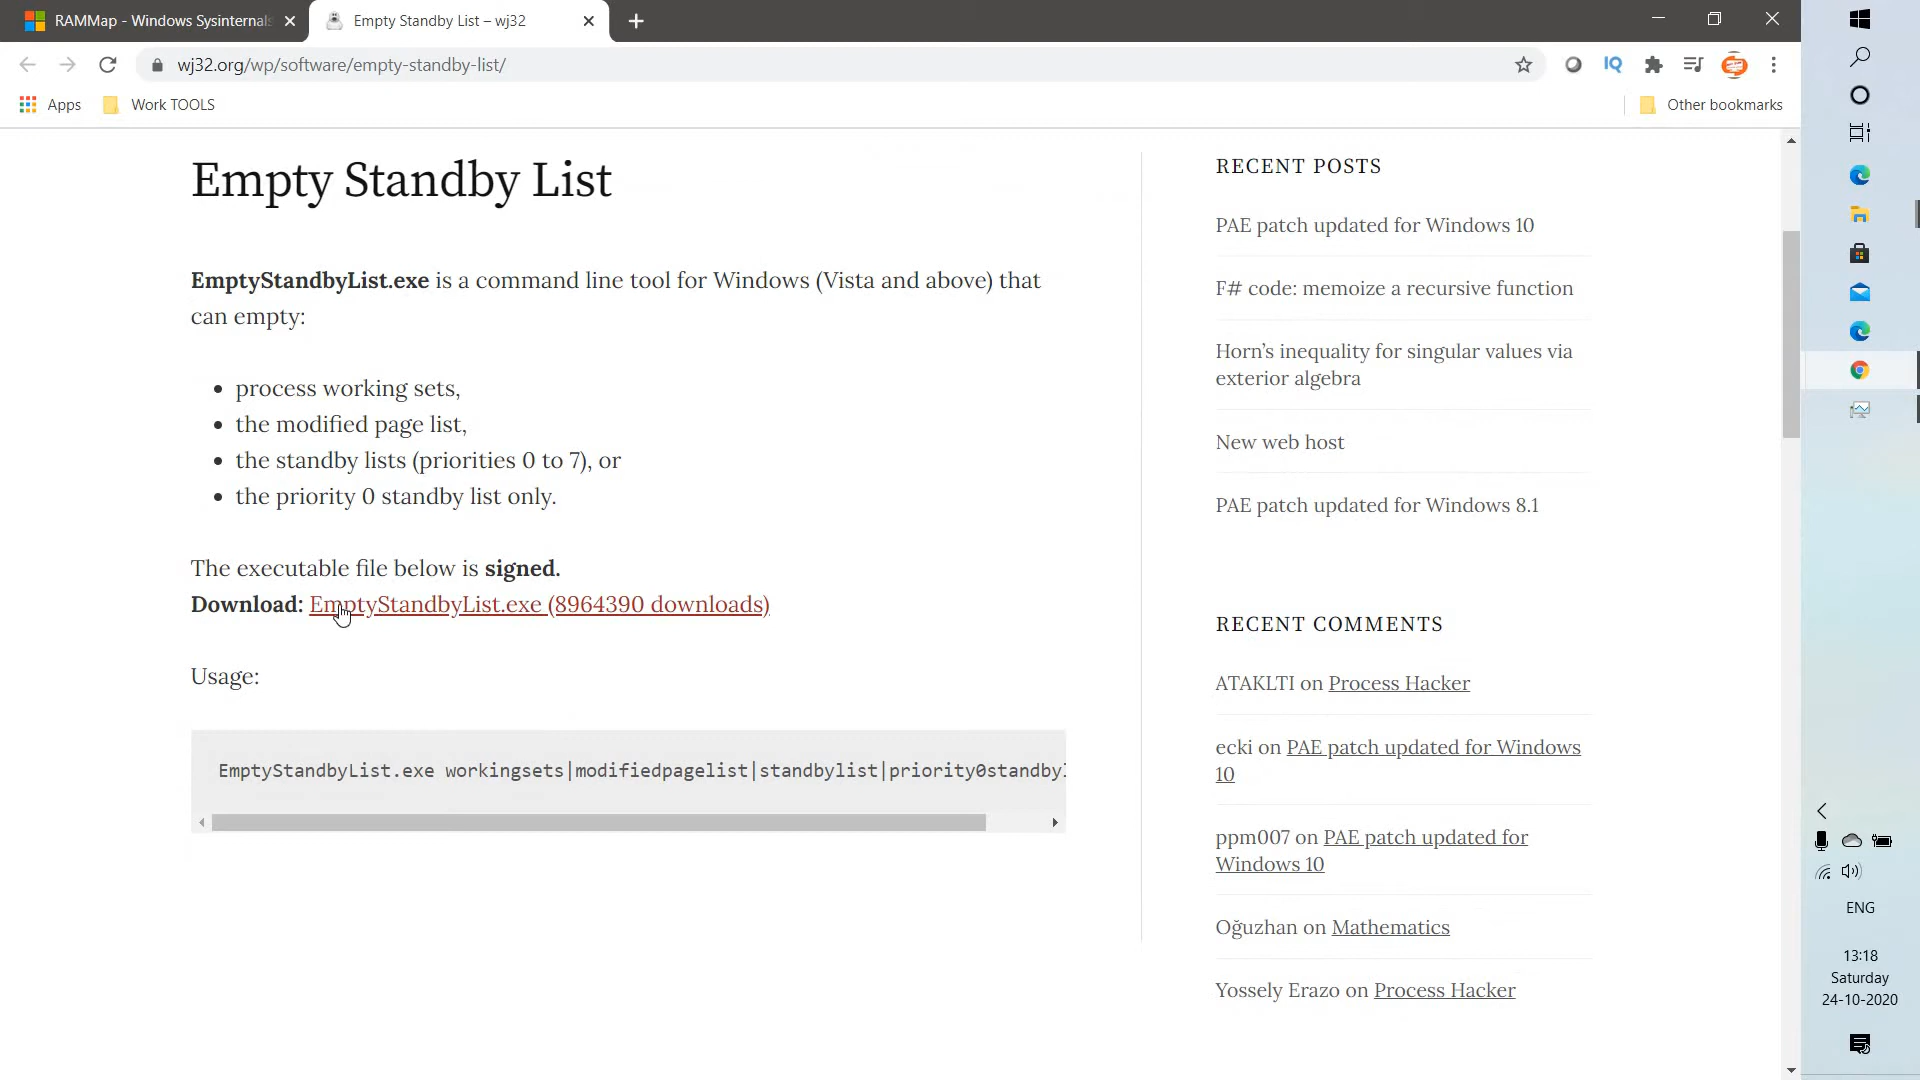 RAMMap - Windows Sysinternals
Empty Standby List – wj32
wj32.org/wp/software/empty-standby-list/
Apps
Work TOOLS
Other bookmarks
Empty Standby List
EmptyStandbyList.exe is a command line tool for Windows (Vista and above) that
can empty:
• process working sets,
• the modified page list,
• the standby lists (priorities 0 to 7), or
• the priority 0 standby list only.
The executable file below is signed.
Download: EmptyStandbyList.exe (8964390 downloads)
Usage:
EmptyStandbyList.exe workingsets|modifiedpagelist|standbylist|priority0standbyl
RECENT POSTS
PAE patch updated for Windows 10
F# code: memoize a recursive function
Horn's inequality for singular values via
exterior algebra
New web host
PAE patch updated for Windows 8.1
RECENT COMMENTS
ATAKLTI on Process Hacker
ecki on PAE patch updated for Windows
10
ppm007 on PAE patch updated for
Windows 10
Oğuzhan on Mathematics
Yossely Erazo on Process Hacker
IQ
ENG
13:18
Saturday
24-10-2020